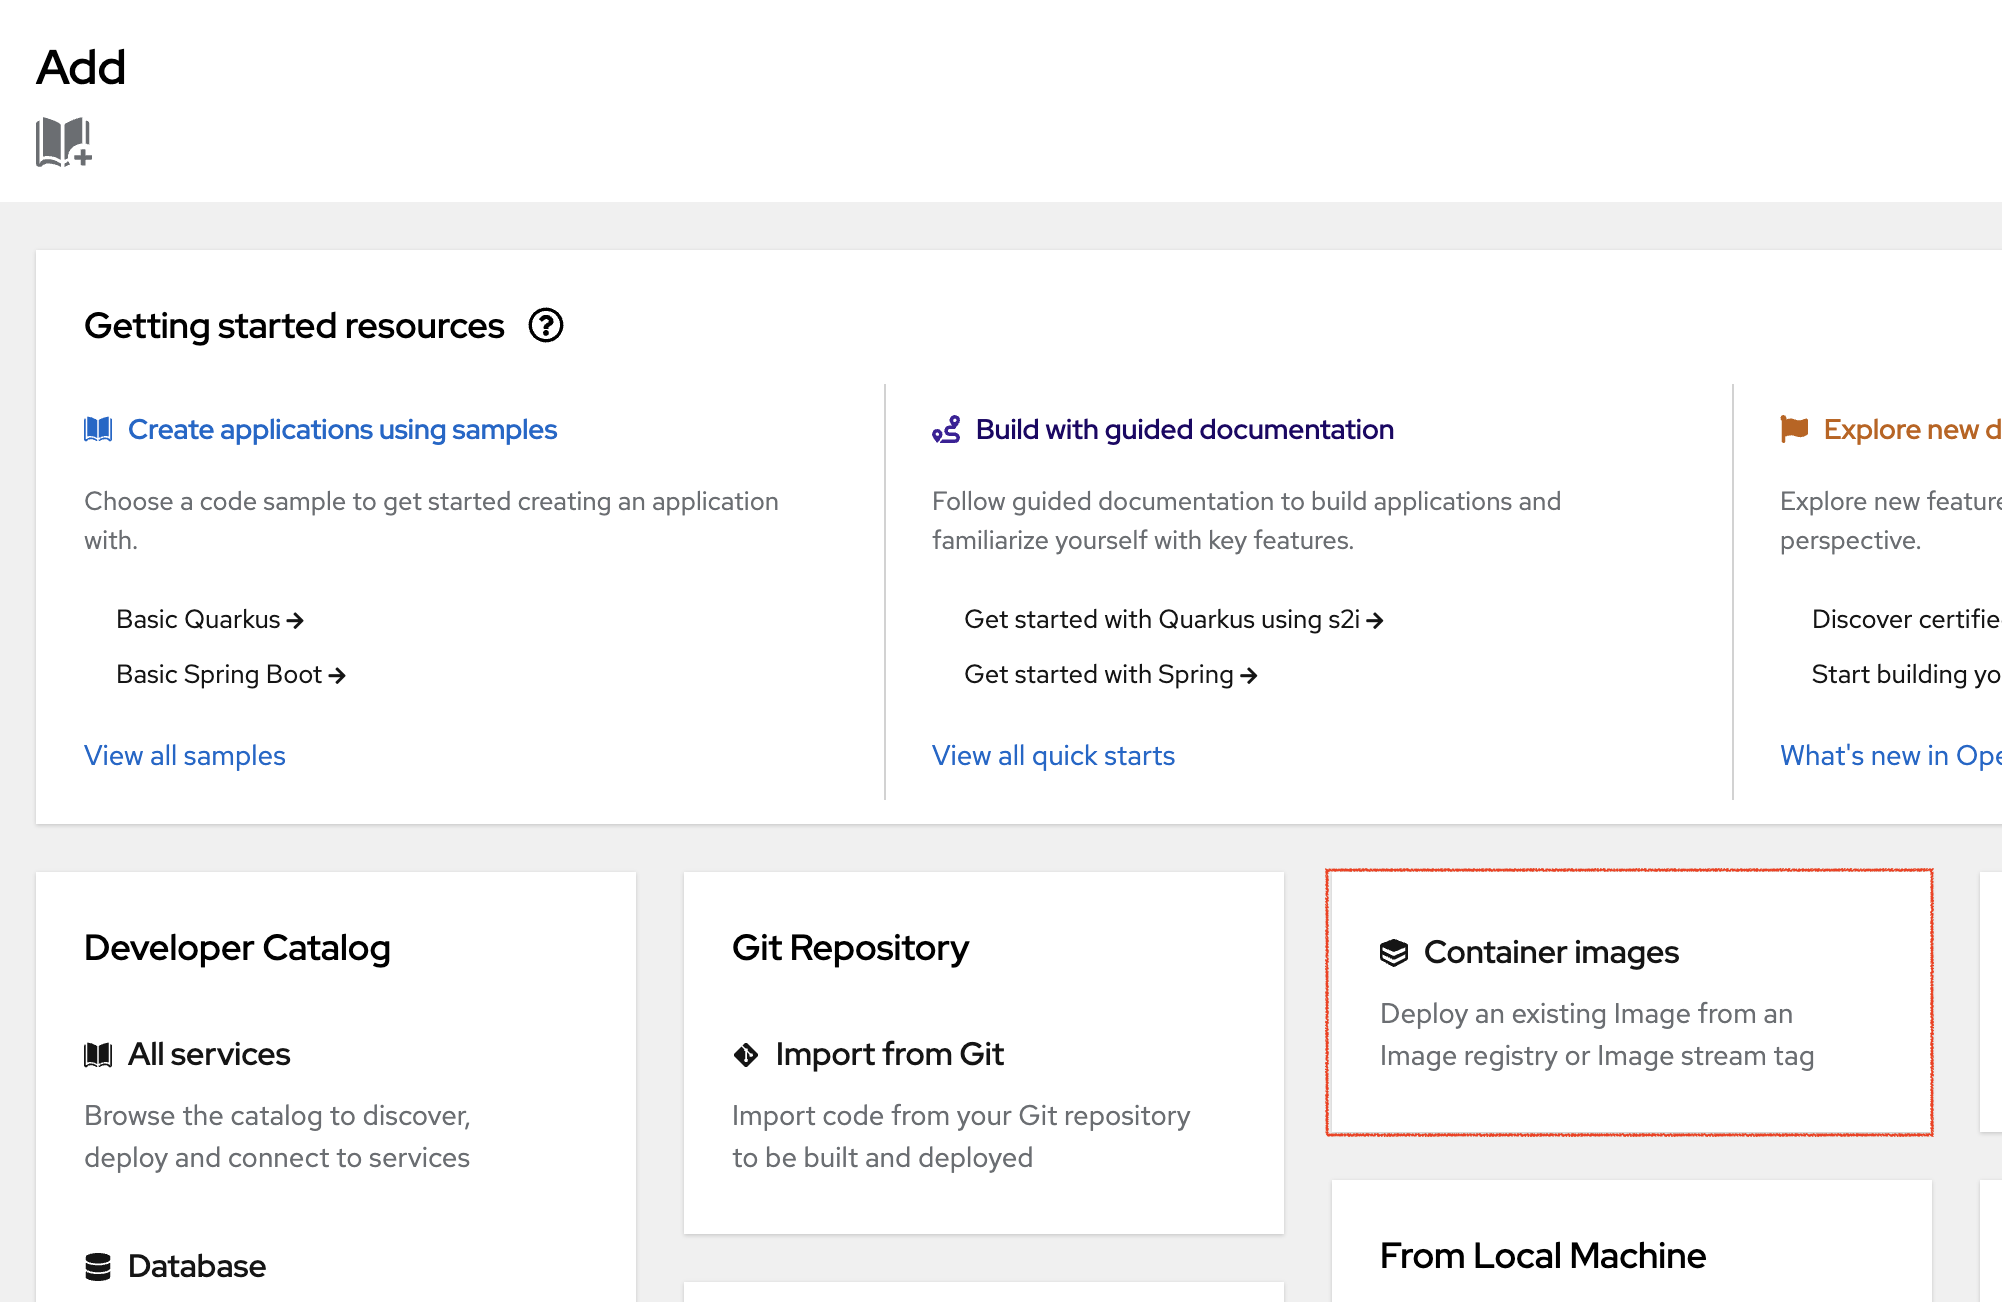 Add
Getting started resources
Create applications using samples
Choose a code sample to get started creating an application
with.
Basic Quarkus
Basic Spring Boot
View all samples
Build with guided documentation
Follow guided documentation to build applications and
familiarize yourself with key features.
Get started with Quarkus using s2i
Get started with Spring
View all quick starts
Explore new
Explore new
perspective.
Discover
Start building
What's new in
Developer Catalog
All services
Browse the catalog to discover,
deploy and connect to services
Database
Git Repository
Import from Git
Import code from your Git repository
to be built and deployed
Container images
Deploy an existing Image from an
Image registry or Image stream tag
From Local Machine